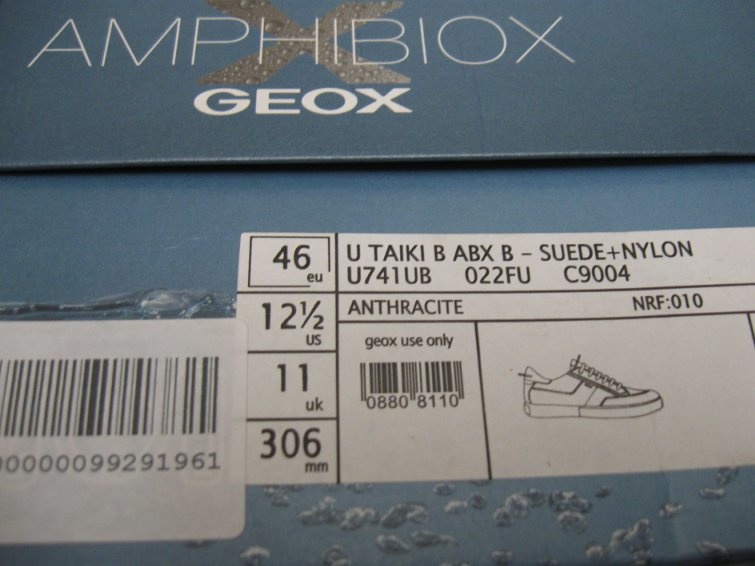 AMPHIBIOX
GEOX
46 eu
U TAIKI B ABX B - SUEDE+NYLON
U741UB 022FU C9004
12½ US
ANTHRACITE NRF:010
11 uk
geox use only
0880 8110
306 mm
00000099291961